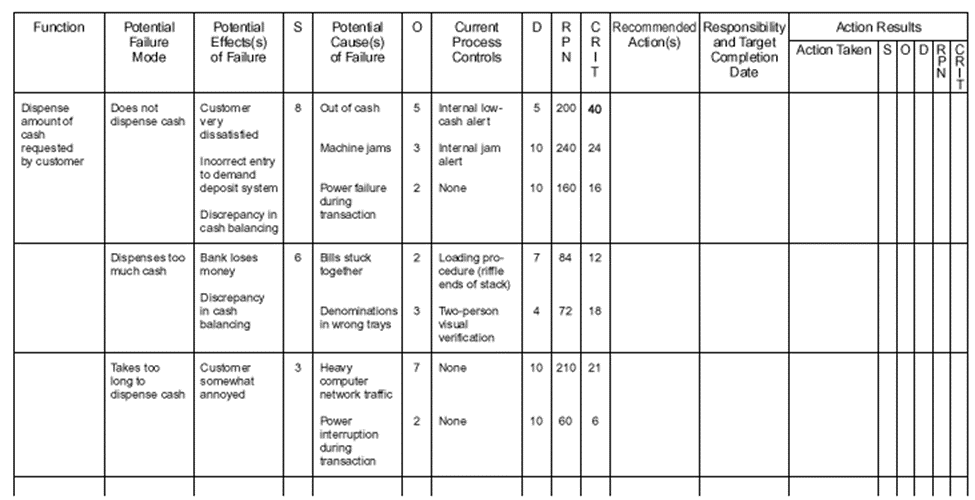 Function
Potential
Failure
Mode
Potential
Effects(s)
of Failure
S
Potential
Cause(s)
of Failure
O
Current
Process
Controls
D
R
P
N
C
R
I
T
Recommended
Action(s)
Responsibility
and Target
Completion
Date
Action Results
Action Taken
S
O
D
R
P
N
C
R
I
T
Dispense
amount of
cash
requested
by customer
Does not
dispense cash
Customer
very
dissatisfied
Incorrect entry
to demand
deposit system
Discrepancy in
cash balancing
8
Out of cash
5
Internal low-
cash alert
5
200
40
Machine jams
3
Internal jam
alert
10
240
24
Power failure
during
transaction
2
None
10
160
16
Dispenses too
much cash
Bank loses
money
Discrepancy
in cash
balancing
6
Bills stuck
together
2
Loading pro-
cedure (riffle
ends of stack)
7
84
12
Denominations
in wrong trays
3
Two-person
visual
verification
4
72
18
Takes too
long to
dispense cash
Customer
somewhat
annoyed
3
Heavy
computer
network traffic
7
None
10
210
21
Power
interruption
during
transaction
2
None
10
60
6